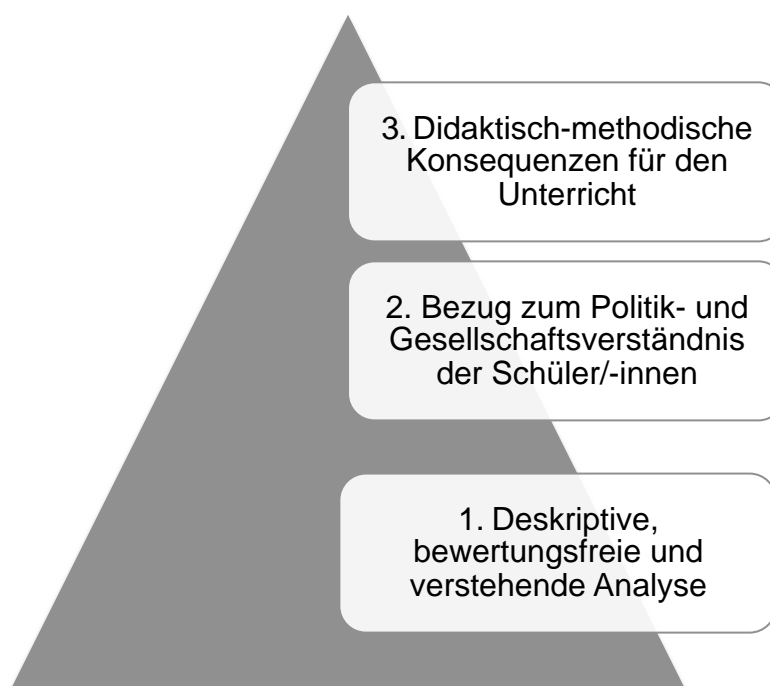 3. Didaktisch-methodische
Konsequenzen für den
Unterricht
2. Bezug zum Politik- und
Gesellschaftsverständnis
der Schüler/-innen
1. Deskriptive,
bewertungsfreie und
verstehende Analyse